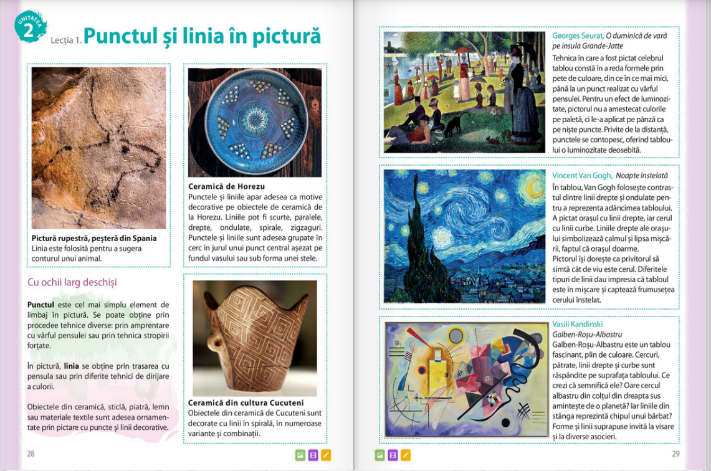 UNITATEA
2
Lecția 1. Punctul și linia în pictură
Pictură rupestră, peșteră din Spania
Linia este folosită pentru a sugera
conturul unui animal.
Cu ochii larg deschiși
Punctul este cel mai simplu element de
limbaj în pictură. Se poate obține prin
procedee tehnice diverse: prin amprentare
cu vârful pensulei sau prin tehnica stropirii
forțate.
În pictură, linia se obține prin trasarea cu
pensula sau prin diferite tehnici de dirijare
a culorii.
Obiectele din ceramică, sticlă, piatră, lemn
sau materiale textile sunt adesea ornamen-
tate prin pictare cu puncte și linii decorative.
28
Ceramică de Horezu
Punctele și liniile apar adesea ca motive
decorative pe obiectele de ceramică de
la Horezu. Liniile pot fi scurte, paralele,
drepte, ondulate, spirale, zigzaguri.
Punctele și liniile sunt adesea grupate în
cerc în jurul unui punct central așezat pe
fundul vasului sau sub forma unei stele.
Ceramică din cultura Cucuteni
Obiectele din ceramică de Cucuteni sunt
decorate cu linii în spirală, in numeroase
variante și combinații.
Georges Seurat, O duminică de vară
pe insula Grande-Jatte
Tehnica în care a fost pictat celebrul
tablou constă în a reda formele prin
pete de culoare, din ce în ce mai mici,
până la un punct realizat cu vârful
pensulei. Pentru un efect de luminozi-
tate, pictorul nu a amestecat culorile
pe paletă, ci le-a aplicat pe pânză ca
pe niște puncte. Privite de la distanță,
punctele se contopesc, oferind tablou-
lui o luminozitate deosebită.
Vincent Van Gogh, Noapte înstelată
În tablou, Van Gogh folosește contras-
tul dintre linii drepte și ondulate pen-
tru a reprezenta adâncimea tabloului.
A pictat orașul cu linii drepte, iar cerul
cu linii curbe. Liniile drepte ale orașu-
lui simbolizează calmul și lipsa mișcă-
rii, faptul că orașul doarme.
Pictorul își dorește ca privitorul să
simtă cât de viu este cerul. Diferitele
tipuri de linii dau impresia că tabloul
este în mișcare și captează frumusețea
cerului înstelat.
Vasili Kandinski
Galben-Roșu-Albastru
Galben-Roșu-Albastru este un tablou
fascinant, plin de culoare. Cercuri,
pătrate, linii drepte și curbe sunt
răspândite pe suprafața tabloului. Ce
crezi că semnifică ele? Oare cercul
albastru din colțul din dreapta sus
amintește de o planetă? Iar liniile din
stânga reprezintă chipul unui bărbat?
Forme și linii suprapuse invită la visare
și la diverse asocieri.
29